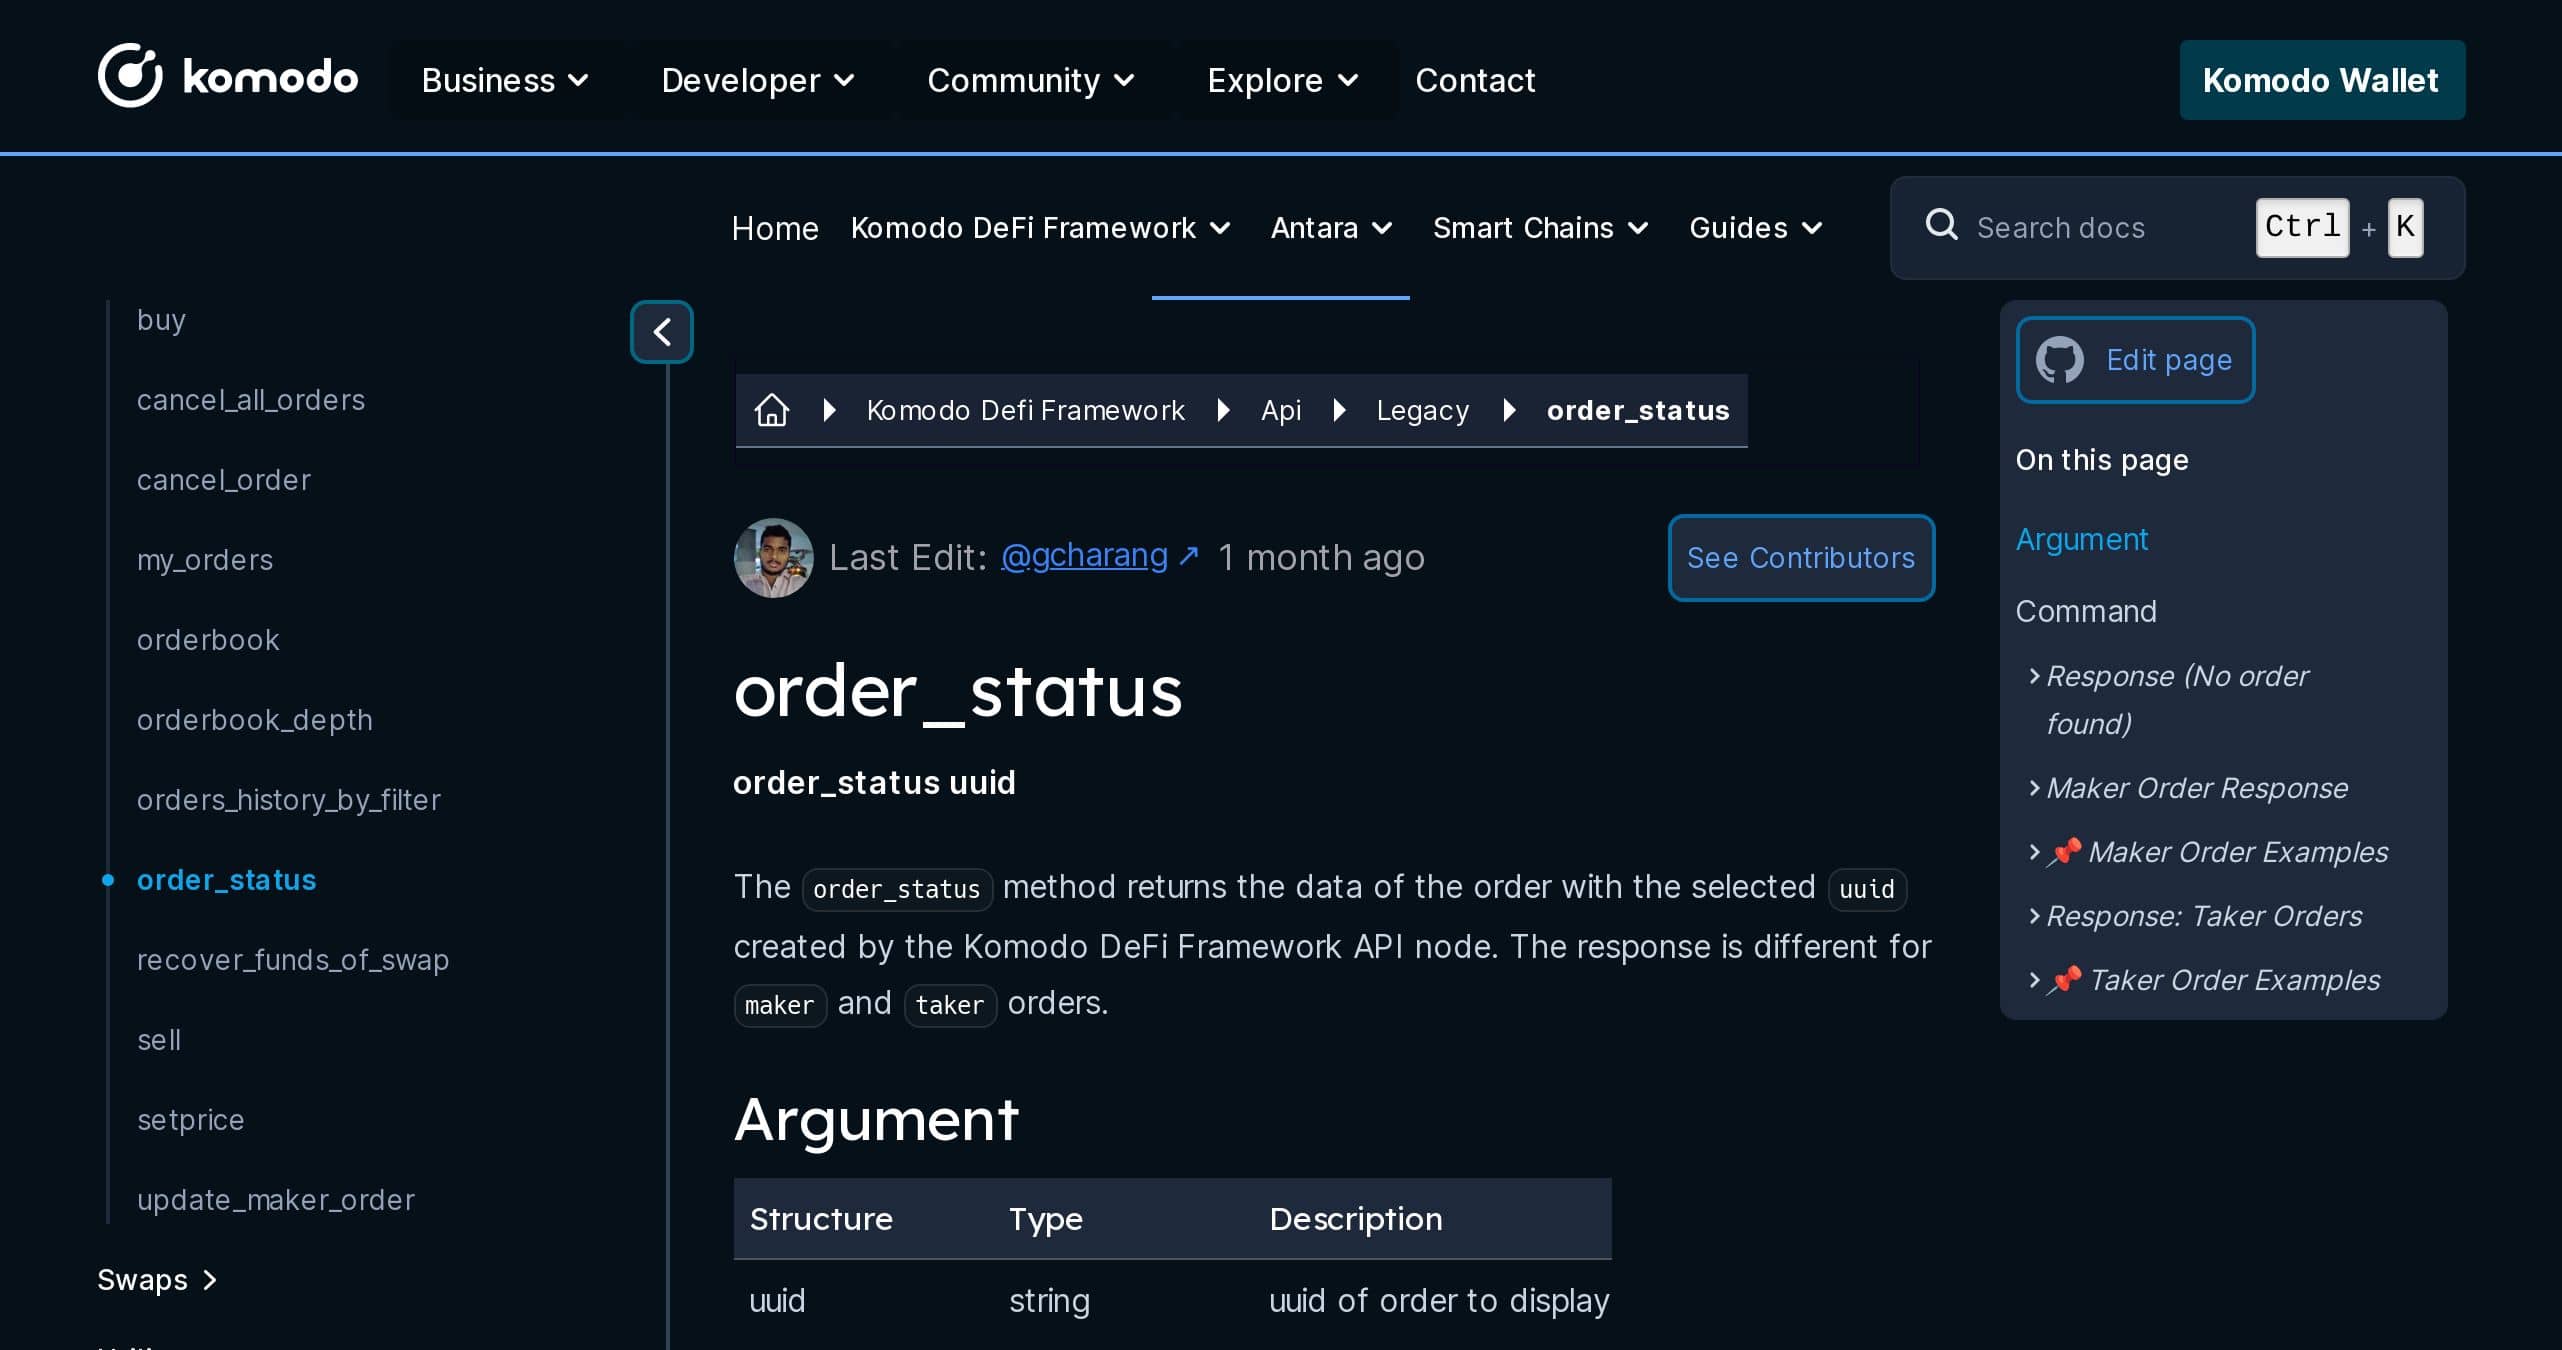 komodo
Business
Developer
Community
Explore
Contact
Komodo Wallet
Home
Komodo DeFi Framework
Antara
Smart Chains
Guides
Search docs
Ctrl + K
buy
cancel_all_orders
cancel_order
my_orders
orderbook
orderbook_depth
orders_history_by_filter
order_status
recover_funds_of_swap
sell
setprice
update_maker_order
Swaps
Komodo Defi Framework
Api
Legacy
order_status
Last Edit: @gcharang ↗ 1 month ago
See Contributors
order_status
order_status uuid
The order_status method returns the data of the order with the selected uuid
created by the Komodo DeFi Framework API node. The response is different for
maker and taker orders.
Argument
Structure Type Description
uuid string uuid of order to display
Edit page
On this page
Argument
Command
Response (No order
found)
Maker Order Response
📌 Maker Order Examples
Response: Taker Orders
📌 Taker Order Examples